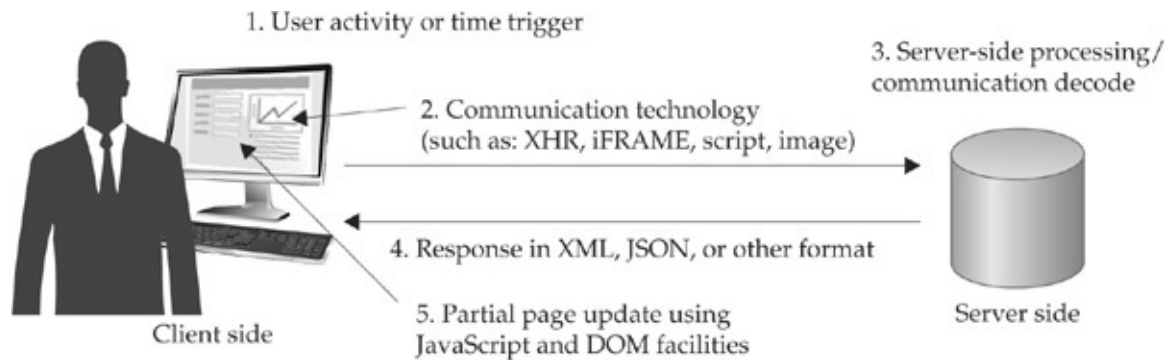 1. User activity or time trigger
2. Communication technology
(such as: XHR, iFRAME, script, image)
3. Server-side processing/
communication decode
4. Response in XML, JSON, or other format
5. Partial page update using
JavaScript and DOM facilities
Client side
Server side